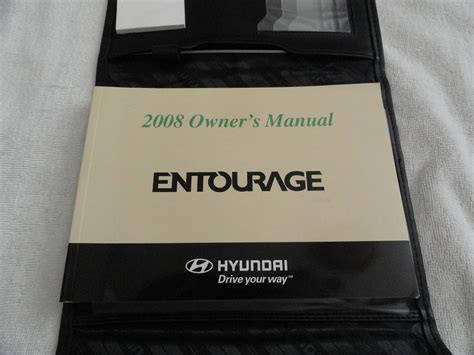 2008 Owner's Manual
ENTOURAGE
HYUNDAI
Drive your way™